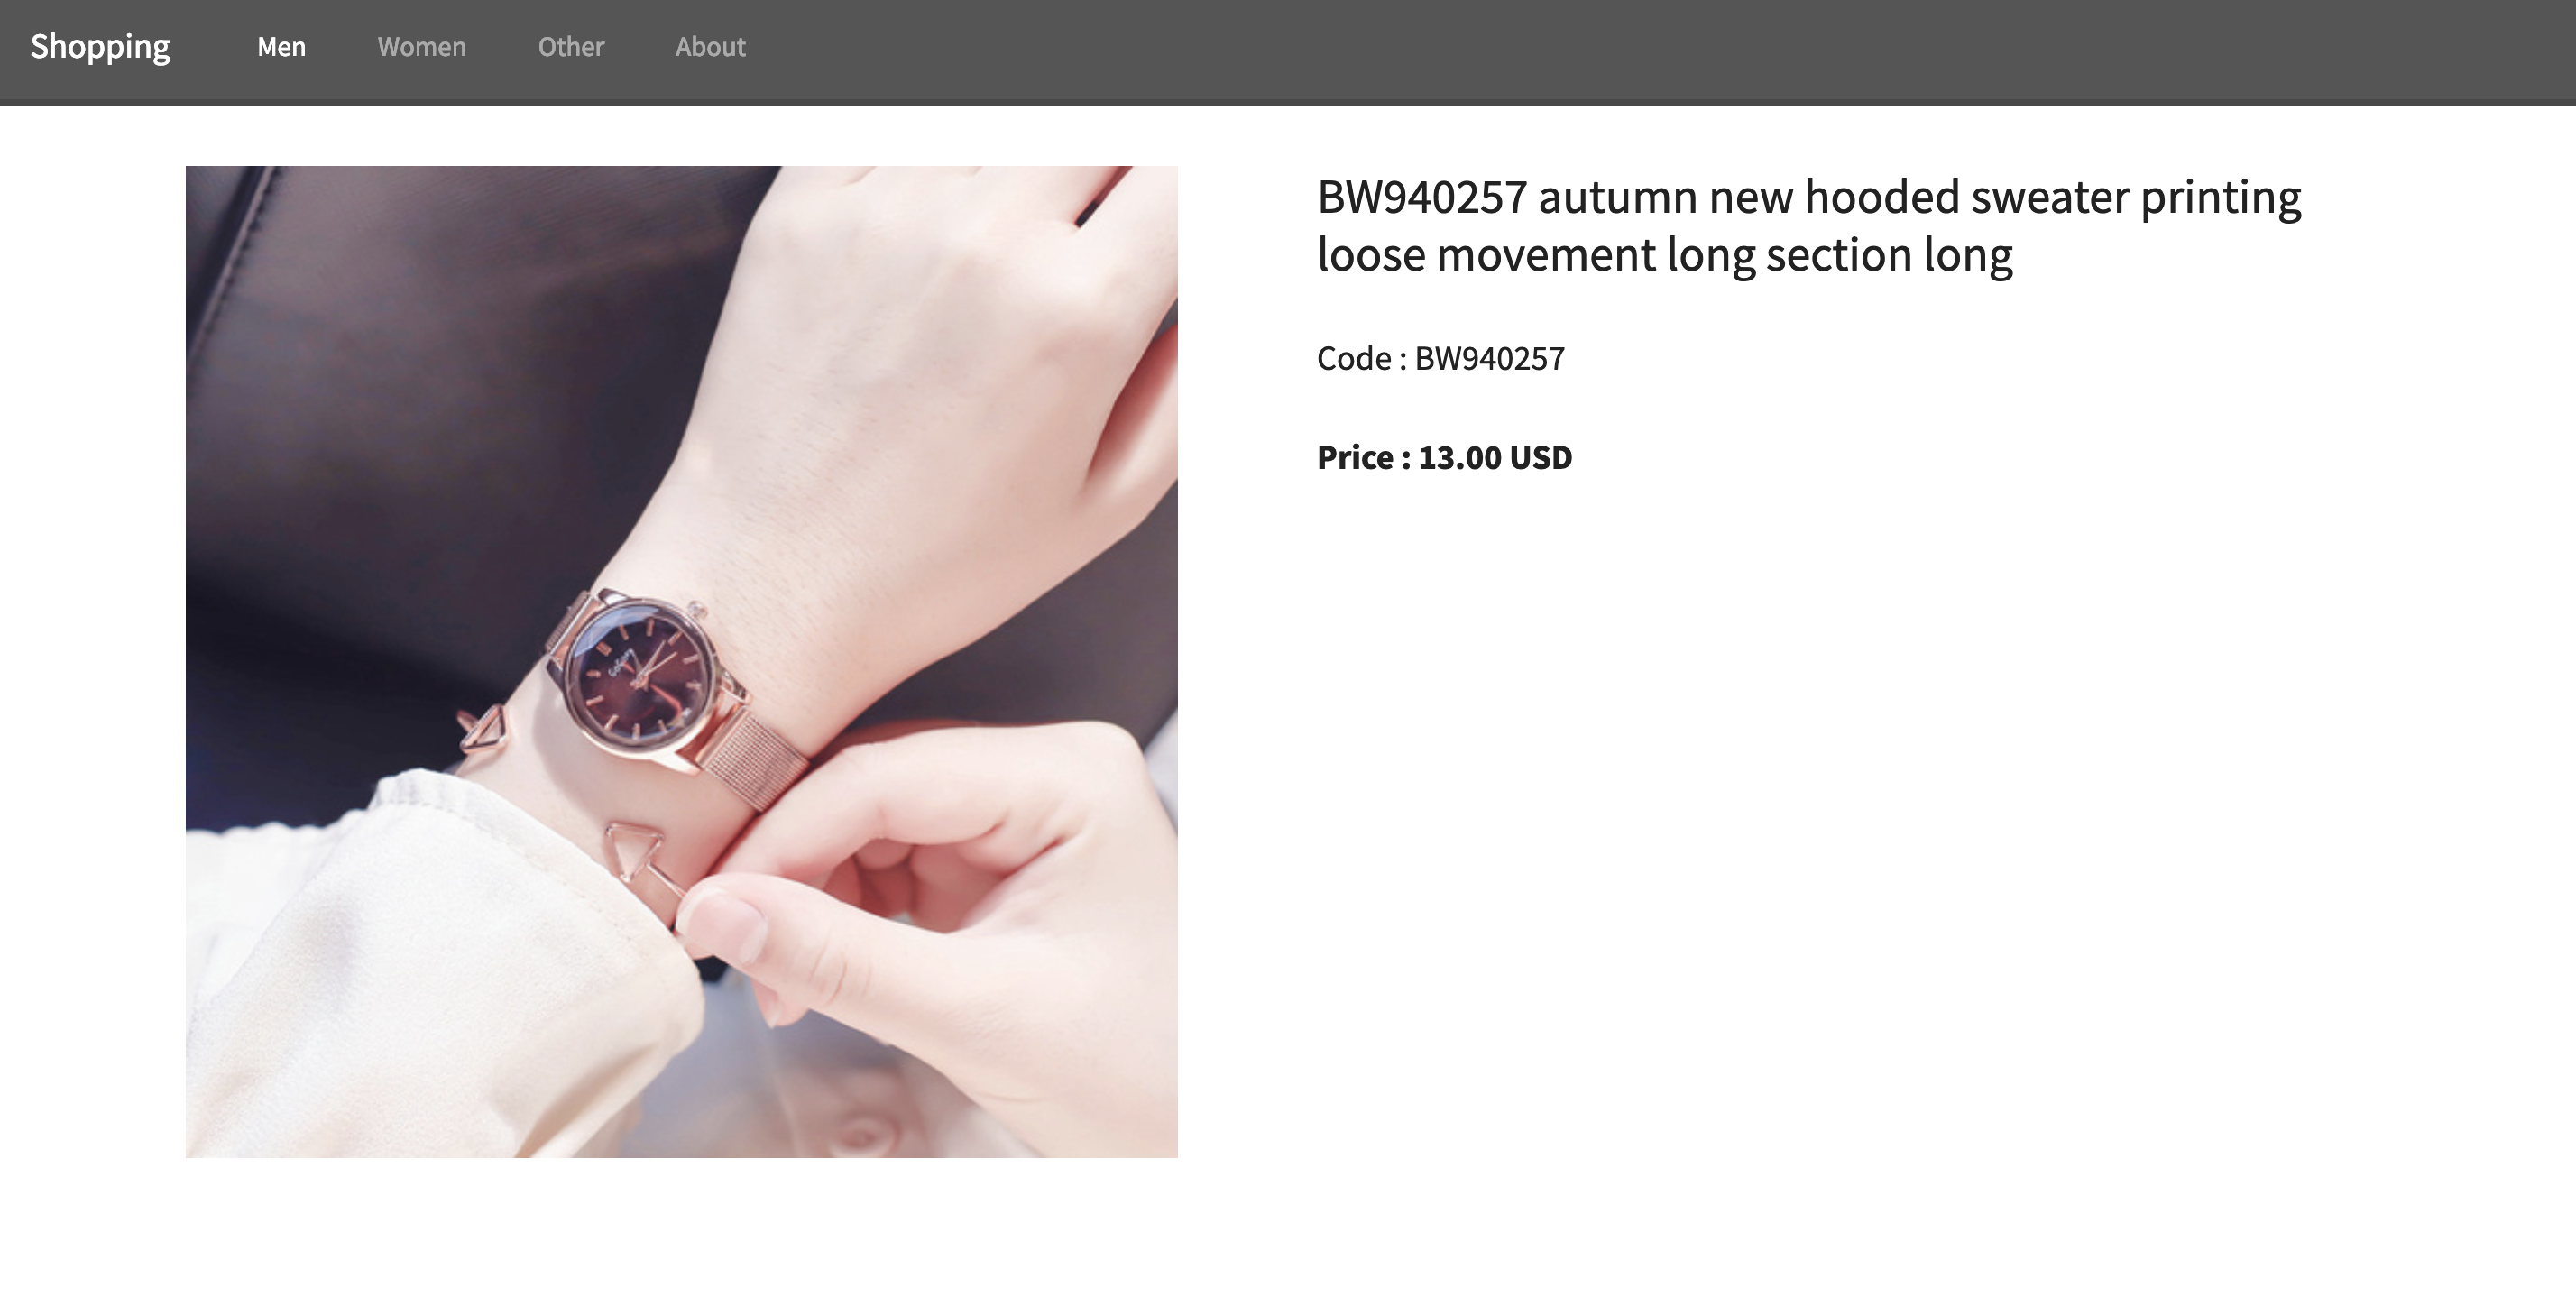 Shopping Men Women Other About
BW940257 autumn new hooded sweater printing
loose movement long section long
Code : BW940257
Price : 13.00 USD